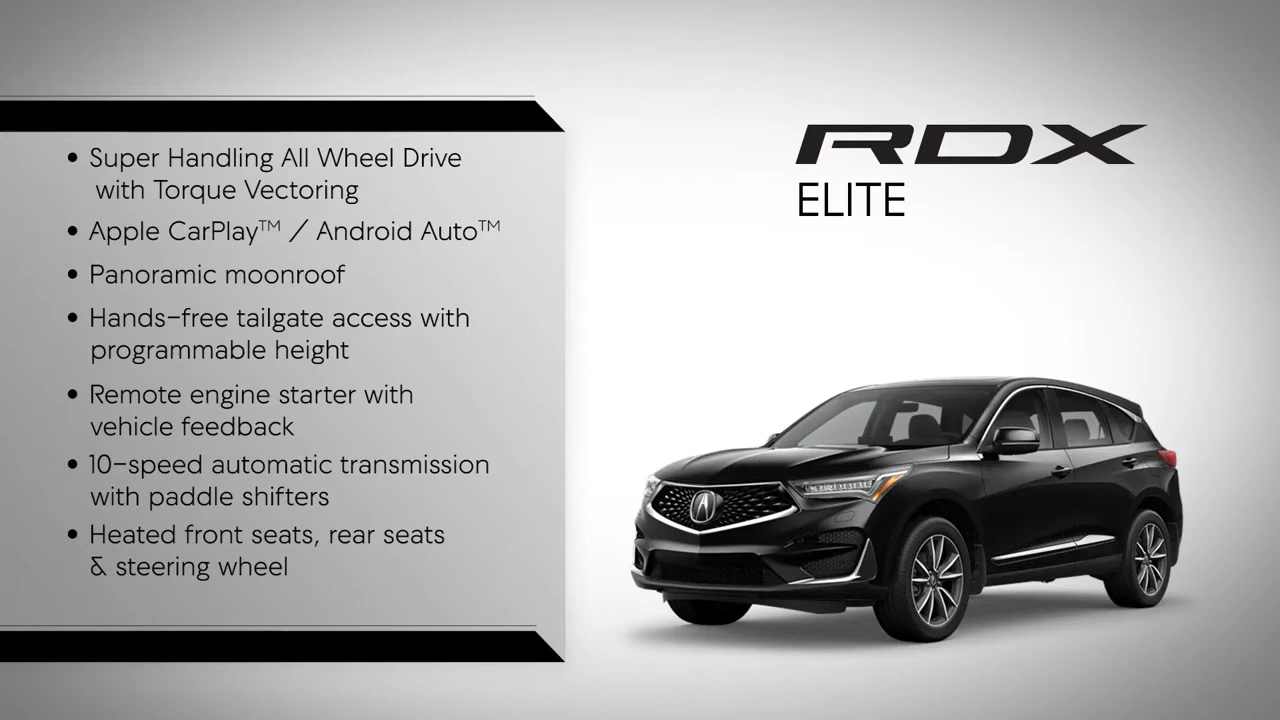 • Super Handling All Wheel Drive
with Torque Vectoring
• Apple CarPlay™ / Android Auto™
• Panoramic moonroof
• Hands-free tailgate access with
programmable height
• Remote engine starter with
vehicle feedback
• 10-speed automatic transmission
with paddle shifters
• Heated front seats, rear seats
& steering wheel
RDX
ELITE